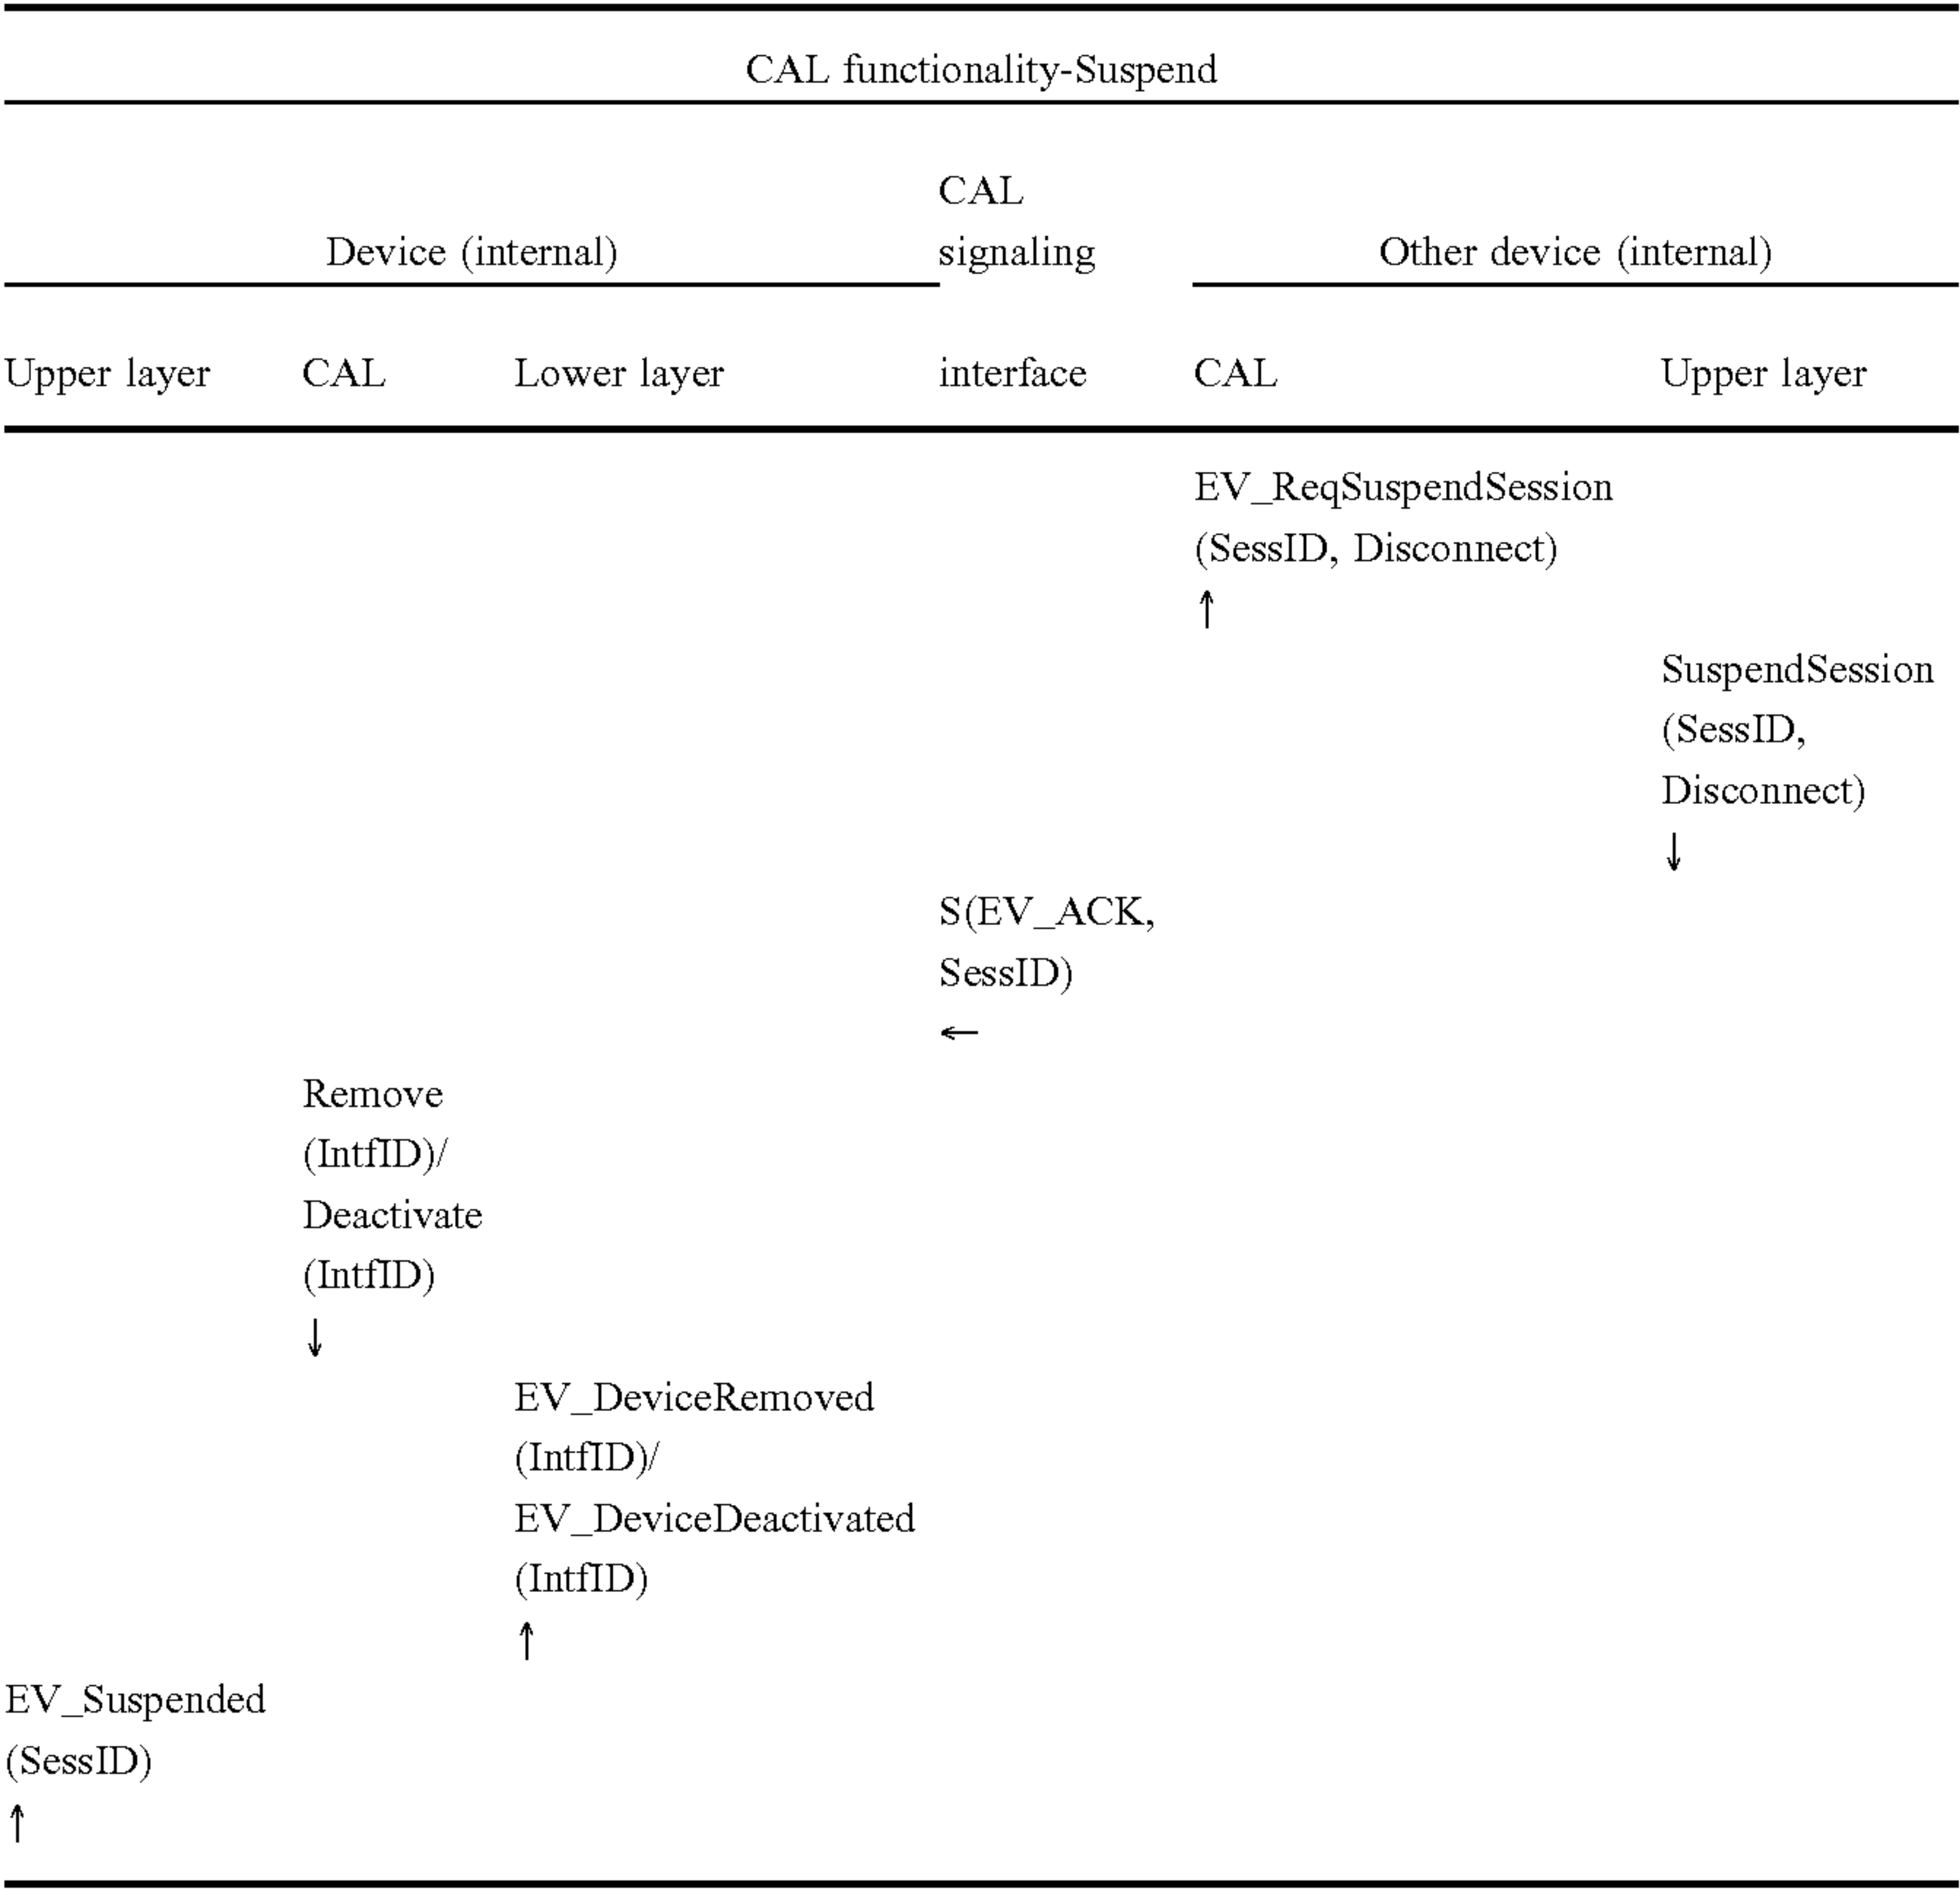 CAL functionality-Suspend
CAL
Device (internal) signaling Other device (internal)
Upper layer CAL Lower layer interface CAL Upper layer
EV_ReqSuspendSession
(SessID, Disconnect)
↑
SuspendSession
(SessID,
Disconnect)
↓
S(EV_ACK,
SessID)
←
Remove
(IntfID)/
Deactivate
(IntfID)
↓
EV_DeviceRemoved
(IntfID)/
EV_DeviceDeactivated
(IntfID)
↑
EV_Suspended
(SessID)
↑